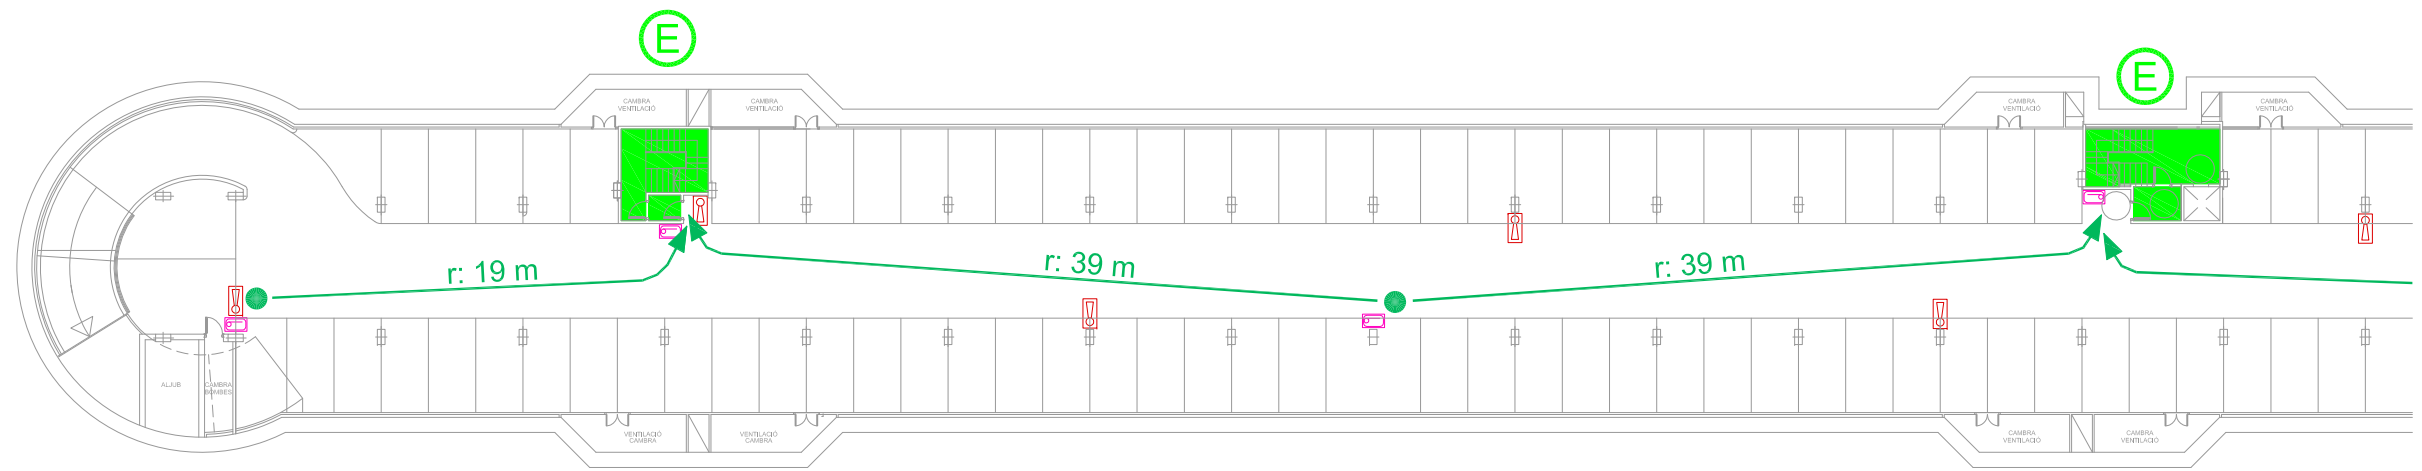 E
E
CAMBRA
VENTILACIÓ
CAMBRA
VENTILACIÓ
CAMBRA
VENTILACIÓ
CAMBRA
VENTILACIÓ
r: 19 m
r: 39 m
r: 39 m
ALJUB
CAMBRA
BOMBES
VENTILACIÓ
CAMBRA
VENTILACIÓ
CAMBRA
CAMBRA
VENTILACIÓ
CAMBRA
VENTILACIÓ